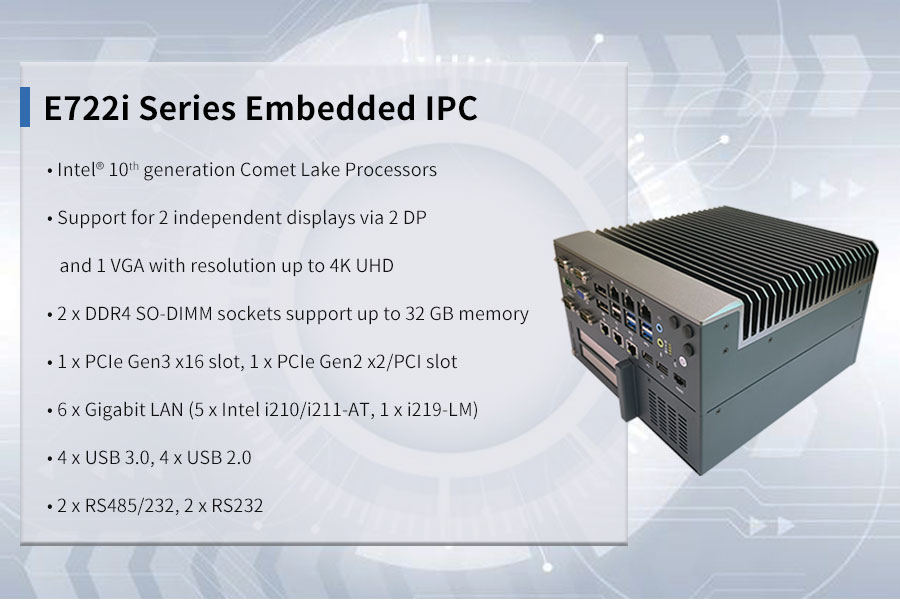 E722i Series Embedded IPC
• Intel® 10th generation Comet Lake Processors
• Support for 2 independent displays via 2 DP
and 1 VGA with resolution up to 4K UHD
• 2 x DDR4 SO-DIMM sockets support up to 32 GB memory
• 1 x PCIe Gen3 x16 slot, 1 x PCIe Gen2 x2/PCI slot
• 6 x Gigabit LAN (5 x Intel i210/i211-AT, 1 x i219-LM)
• 4 x USB 3.0, 4 x USB 2.0
• 2 x RS485/232, 2 x RS232